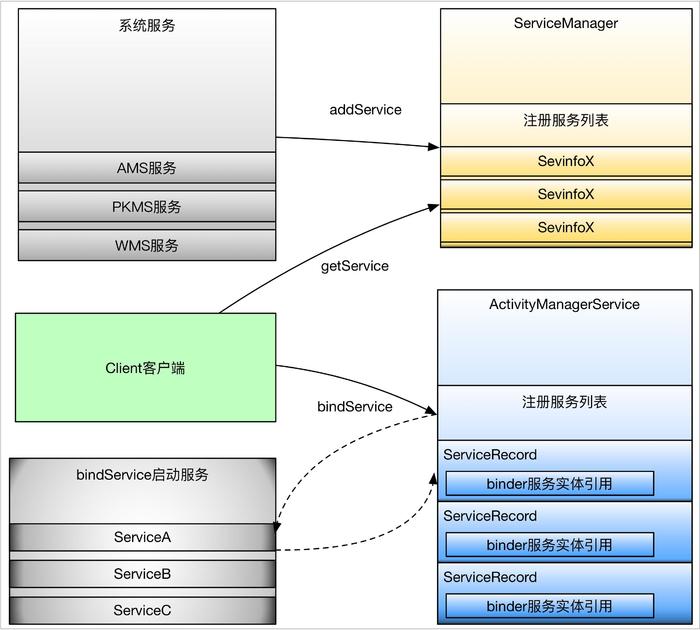 系统服务
AMS服务
PKMS服务
WMS服务
addService
ServiceManager
注册服务列表
SevinfoX
SevinfoX
SevinfoX
getService
Client客户端
bindService
ActivityManagerService
注册服务列表
ServiceRecord
binder服务实体引用
ServiceRecord
binder服务实体引用
ServiceRecord
binder服务实体引用
bindService启动服务
ServiceA
ServiceB
ServiceC